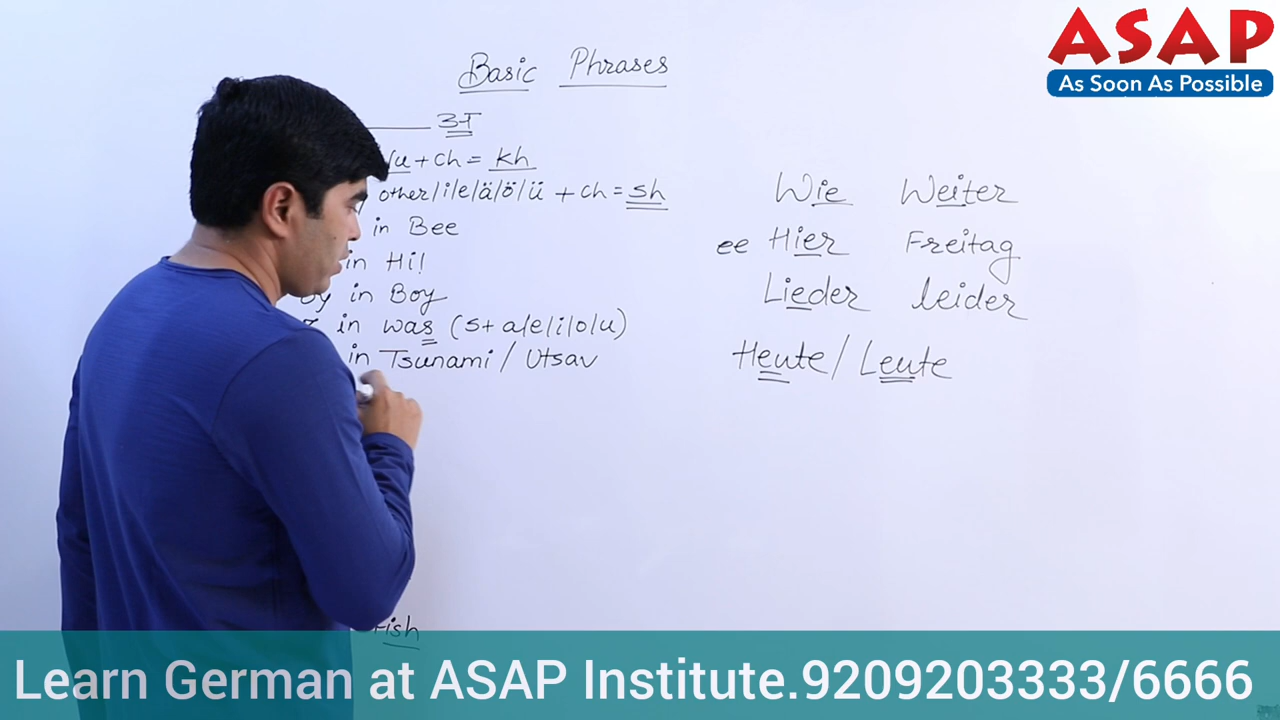 ASAP
As Soon As Possible
Basic Phrases
/u + ch = kh
other/i/e/ä/ö/ü + ch = sh
in Bee
in Hi!
oy in Boy
in was (s+ a/e/i/o/u)
in Tsunami / Utsav
Fish
Wie Weiter
ee Hier Freitag
Lieder leider
Heute / Leute
Learn German at ASAP Institute.9209203333/6666